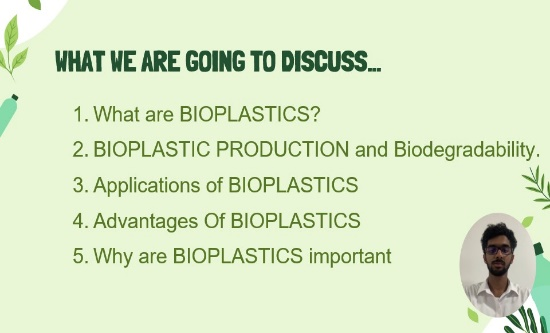 WHAT WE ARE GOING TO DISCUSS...
1. What are BIOPLASTICS?
2. BIOPLASTIC PRODUCTION and Biodegradability.
3. Applications of BIOPLASTICS
4. Advantages Of BIOPLASTICS
5. Why are BIOPLASTICS important